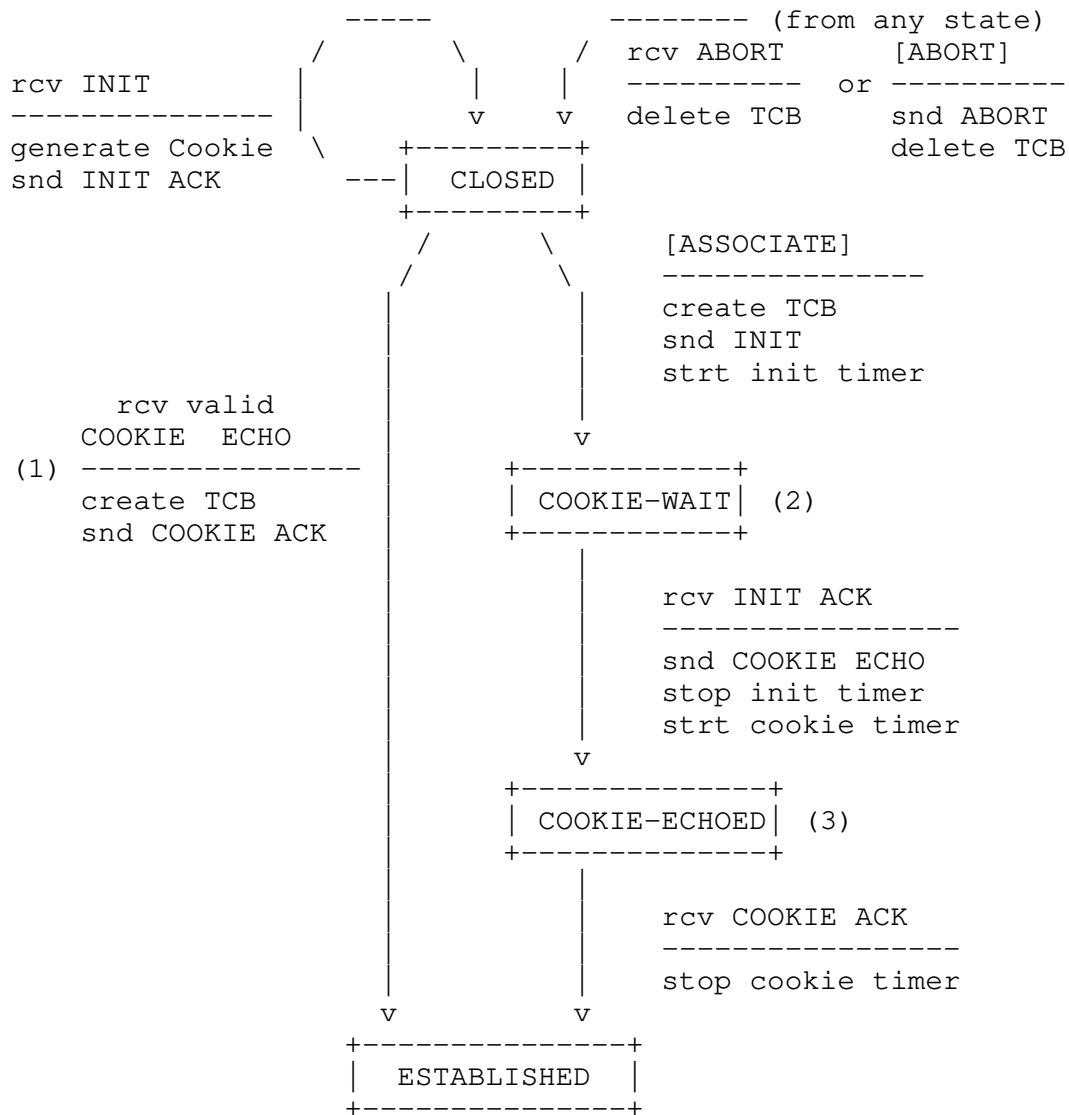 (from any state)
rcv ABORT [ABORT]
rcv INIT or
delete TCB snd ABORT
generate Cookie delete TCB
snd INIT ACK CLOSED
[ASSOCIATE]
create TCB
snd INIT
strt init timer
rcv valid
COOKIE ECHO
(1)
create TCB COOKIE-WAIT (2)
snd COOKIE ACK
rcv INIT ACK
snd COOKIE ECHO
stop init timer
strt cookie timer
COOKIE-ECHOED (3)
rcv COOKIE ACK
stop cookie timer
ESTABLISHED